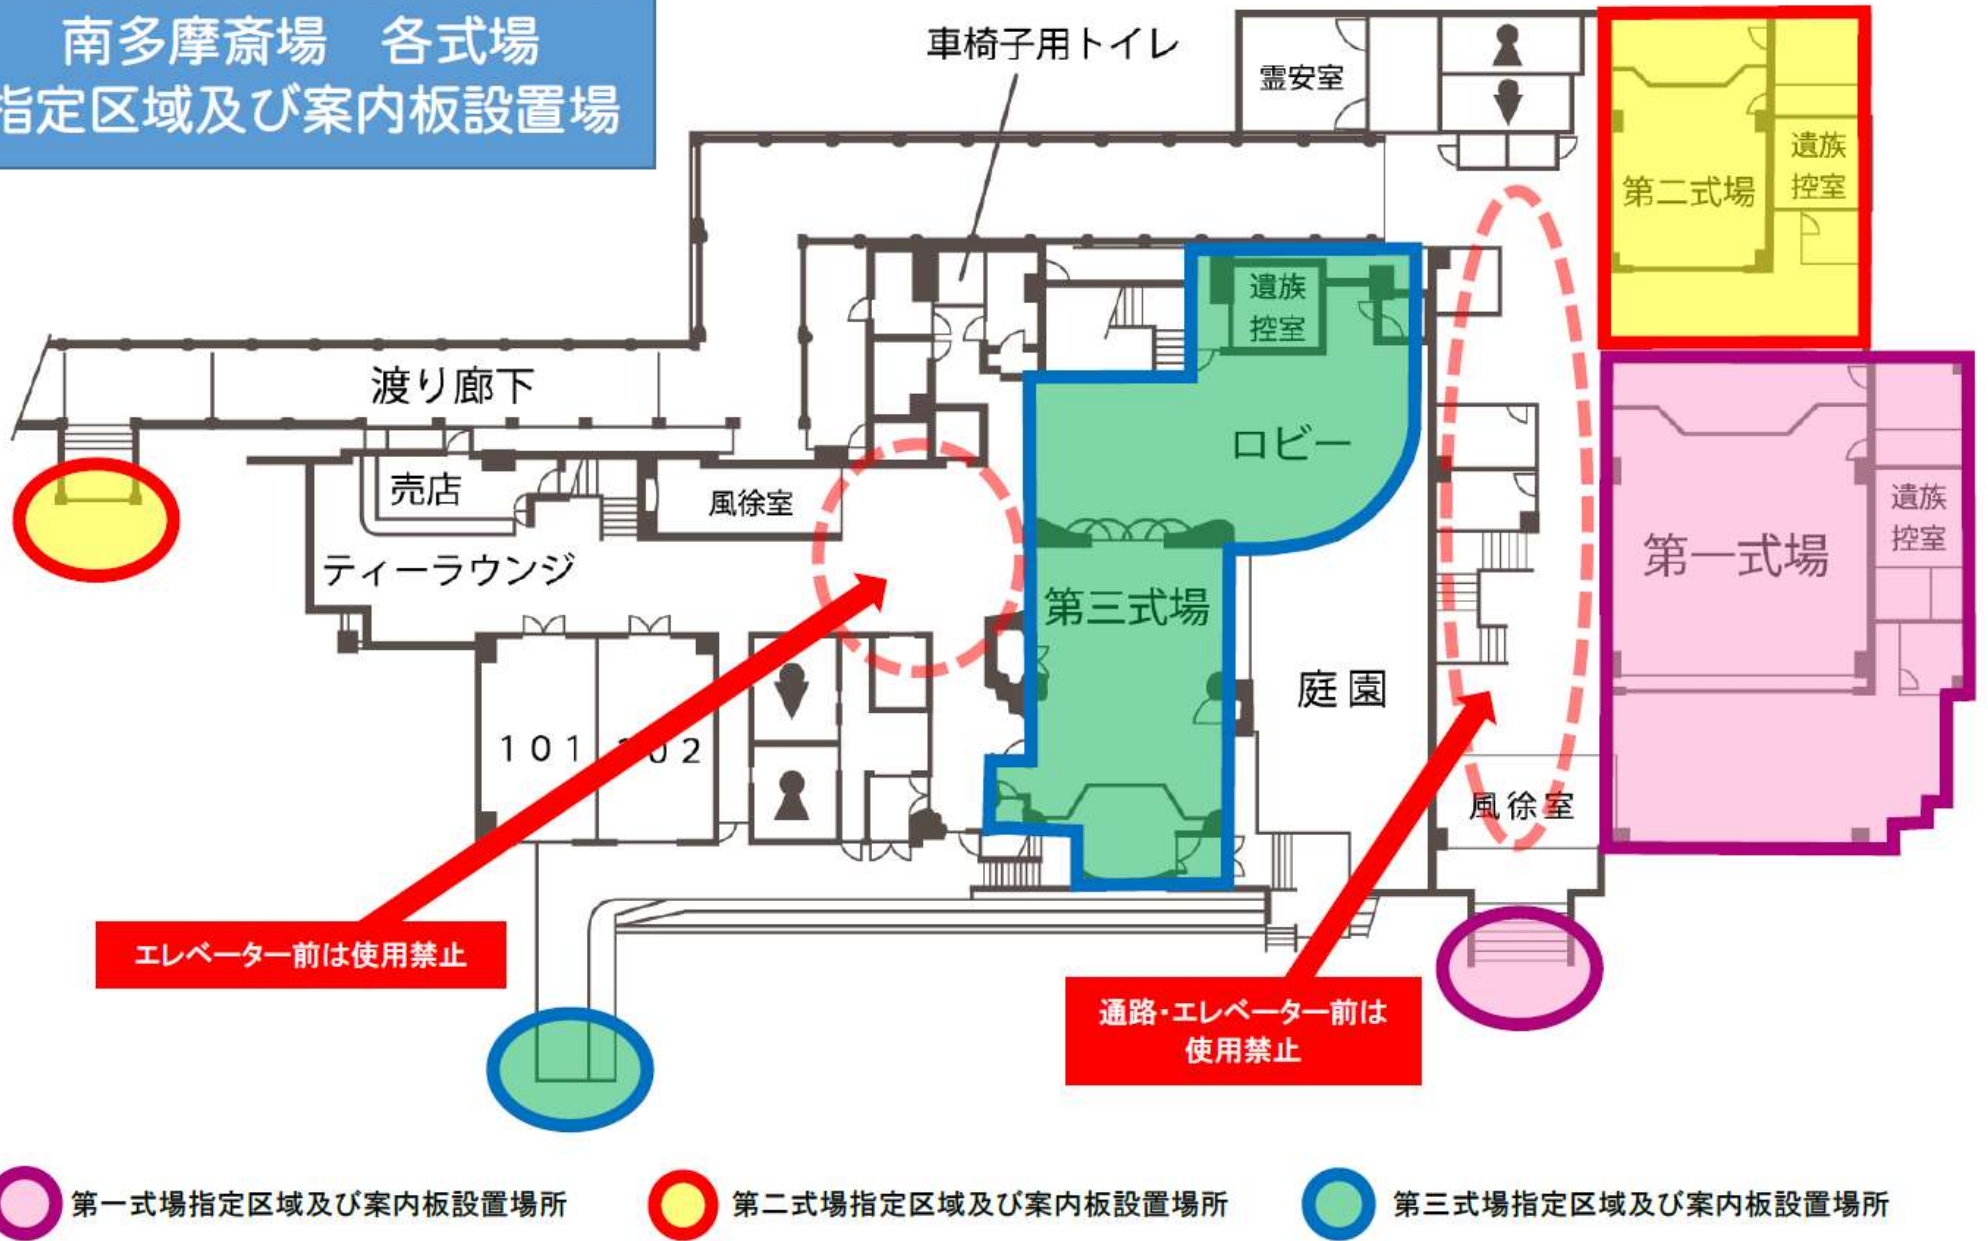 南多摩斎場 各式場
指定区域及び案内板設置場
車椅子用トイレ
霊安室
遺族
控室
第二式場
遺族
控室
渡り廊下
ロビー
売店
風徐室
遺族
控室
第一式場
ティーラウンジ
第三式場
庭園
101
02
風徐室
エレベーター前は使用禁止
通路・エレベーター前は
使用禁止
第一式場指定区域及び案内板設置場所
第二式場指定区域及び案内板設置場所
第三式場指定区域及び案内板設置場所